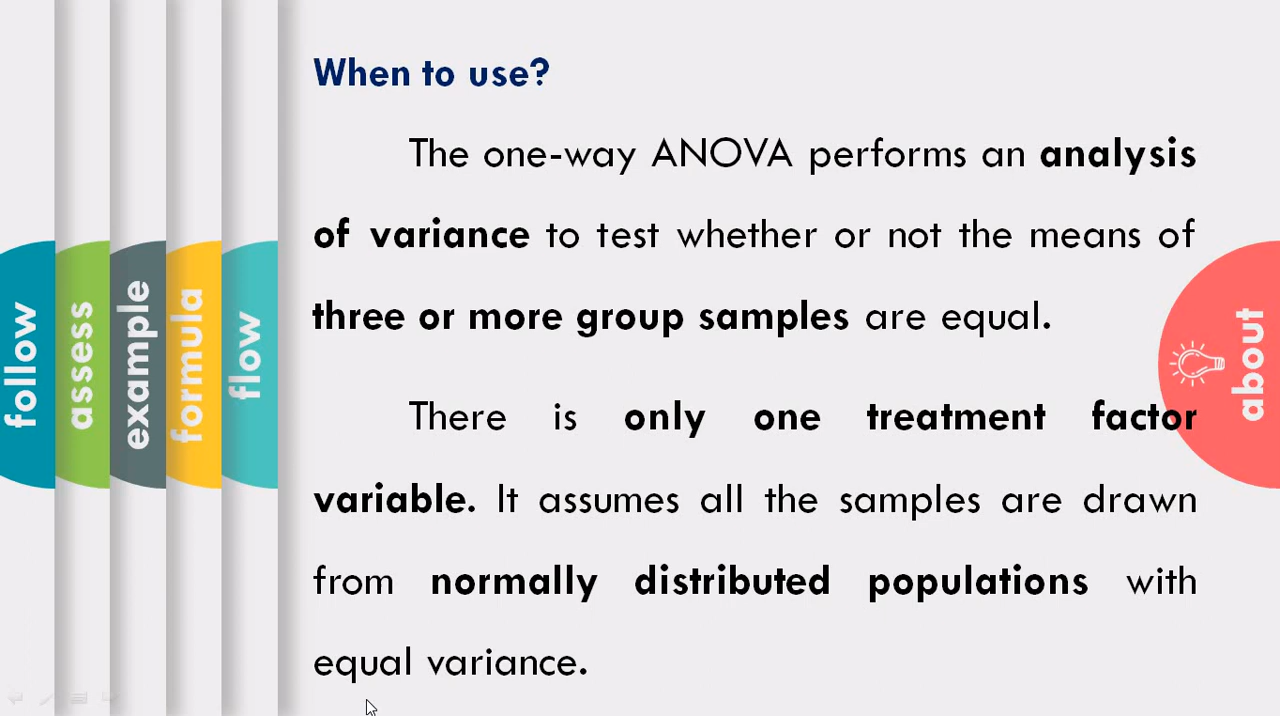 When to use?
The one-way ANOVA performs an analysis
of variance to test whether or not the means of
three or more group samples are equal.
There is only one treatment factor
variable. It assumes all the samples are drawn
from normally distributed populations with
equal variance.
follow
assess
example
formula
flow
about